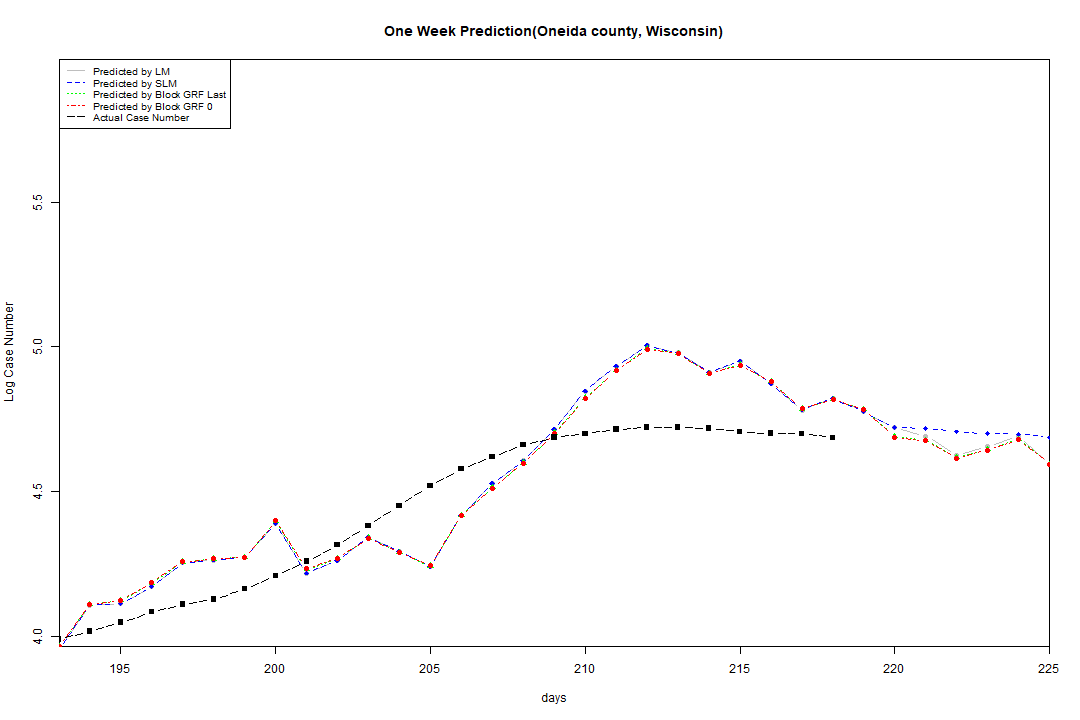 One Week Prediction(Oneida county, Wisconsin)
Predicted by LM
Predicted by SLM
Predicted by Block GRF Last
Predicted by Block GRF 0
Actual Case Number
Log Case Number
5.5
5.0
4.5
4.0
195 200 205 210 215 220 225
days